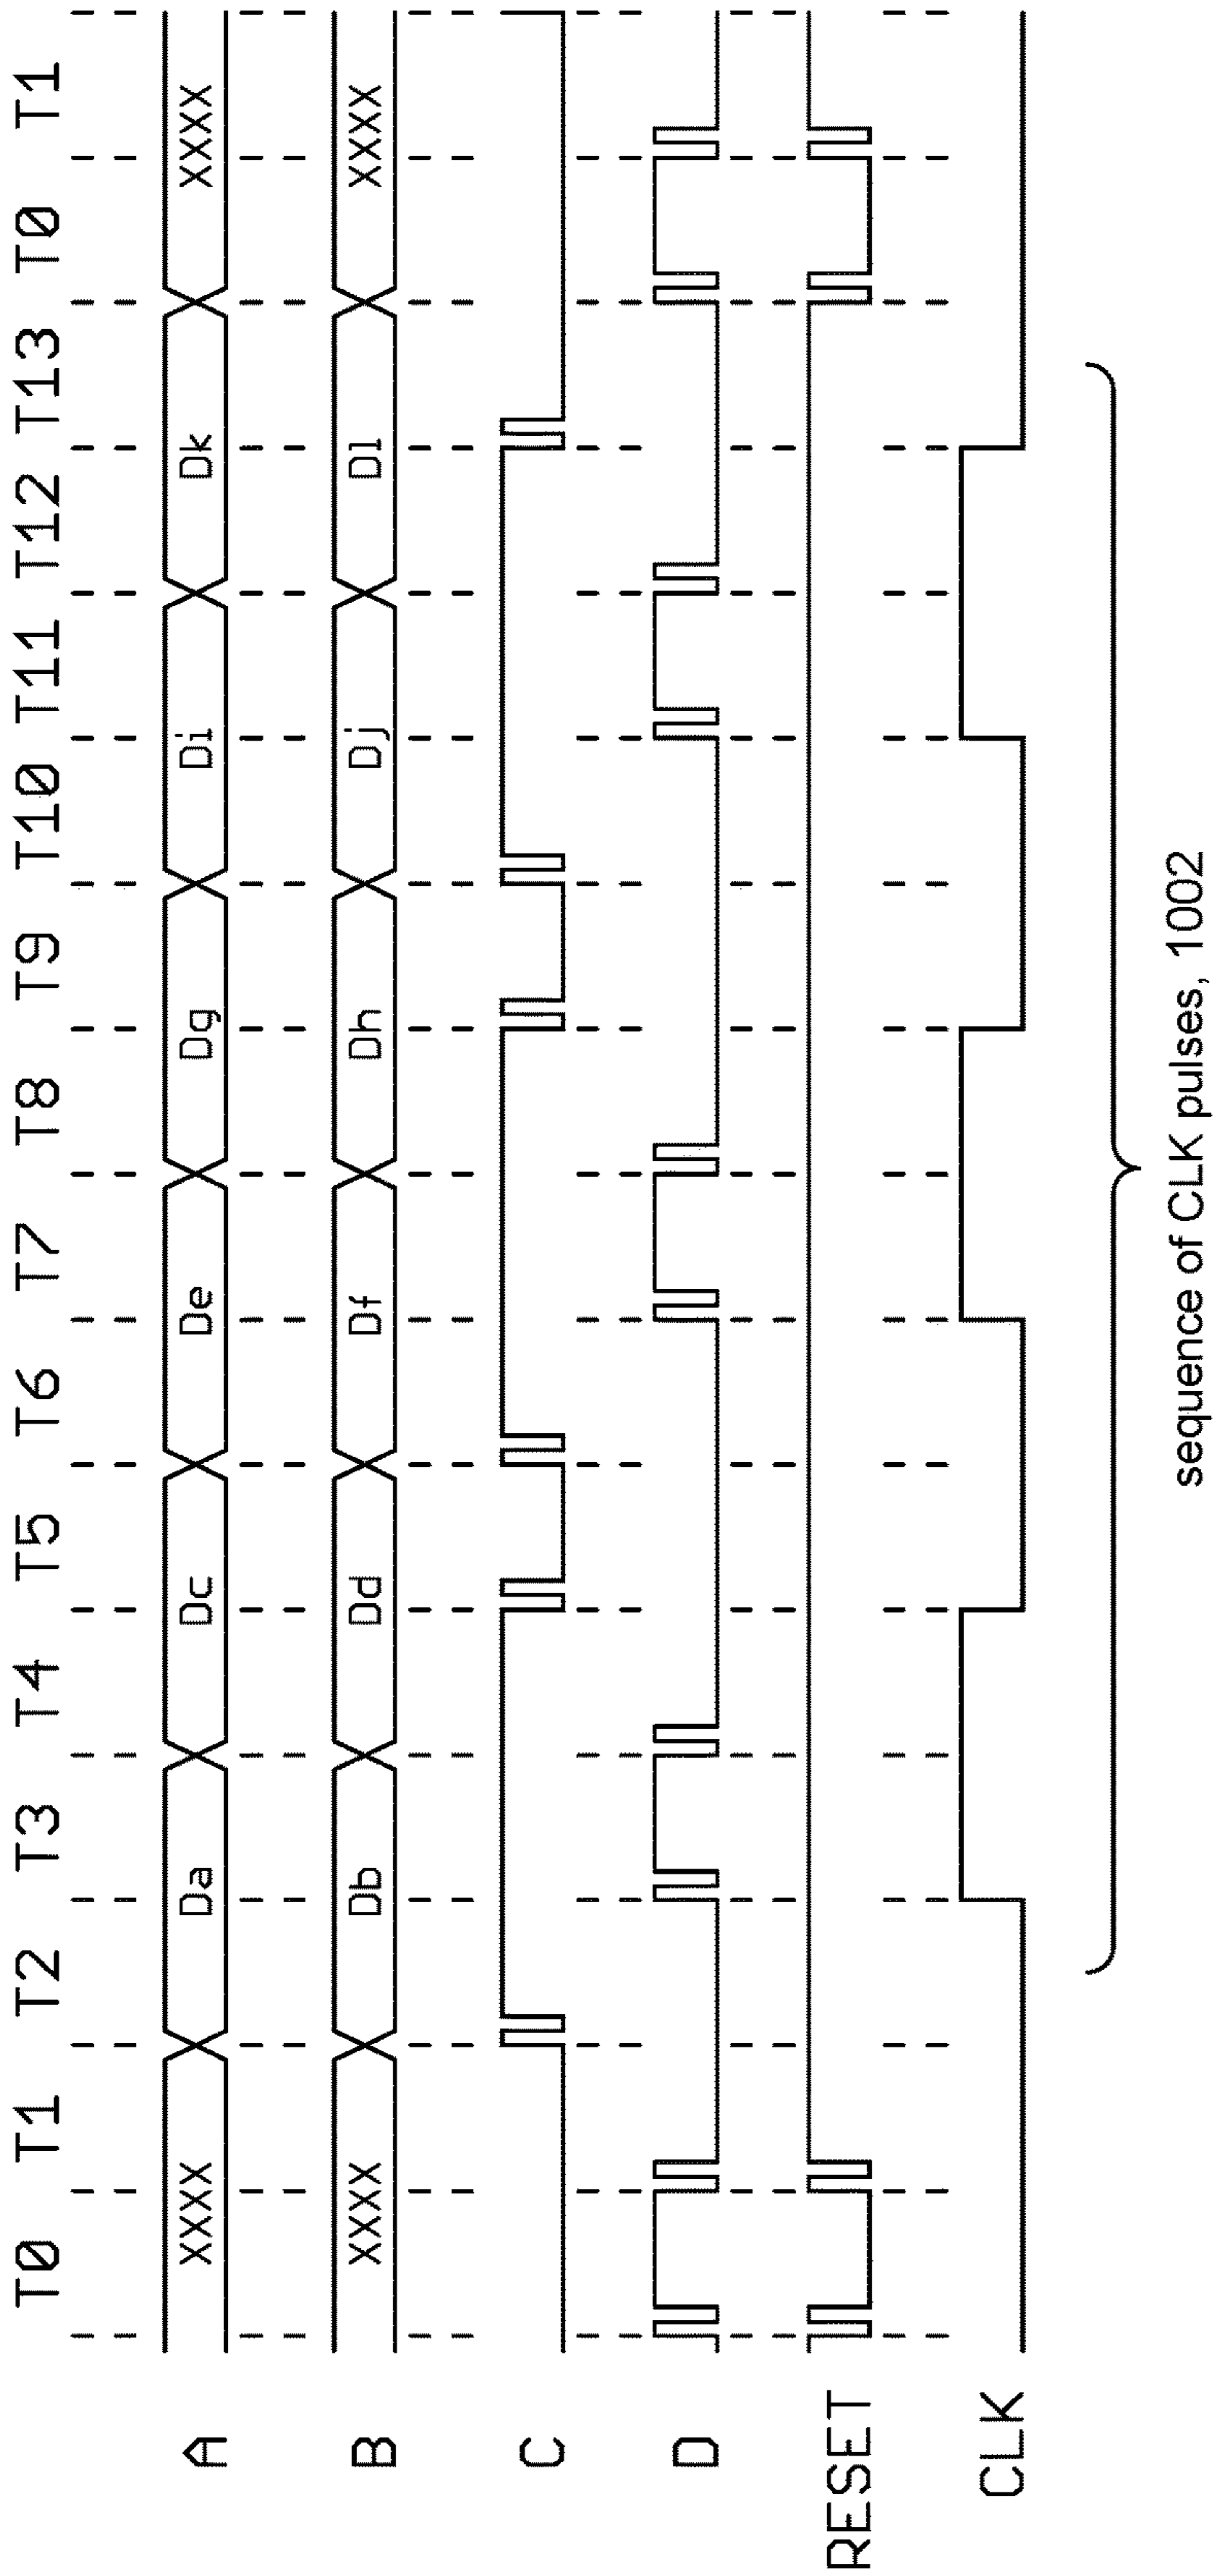 T0 T1 T2 T3 T4 T5 T6 T7 T8 T9 T10 T11 T12 T13 T0 T1
A XXXX Da Dc De Dg Di Dk XXXX
B XXXX Db Dd Df Dh Dj Dl XXXX
C
D
RESET
CLK
sequence of CLK pulses, 1002